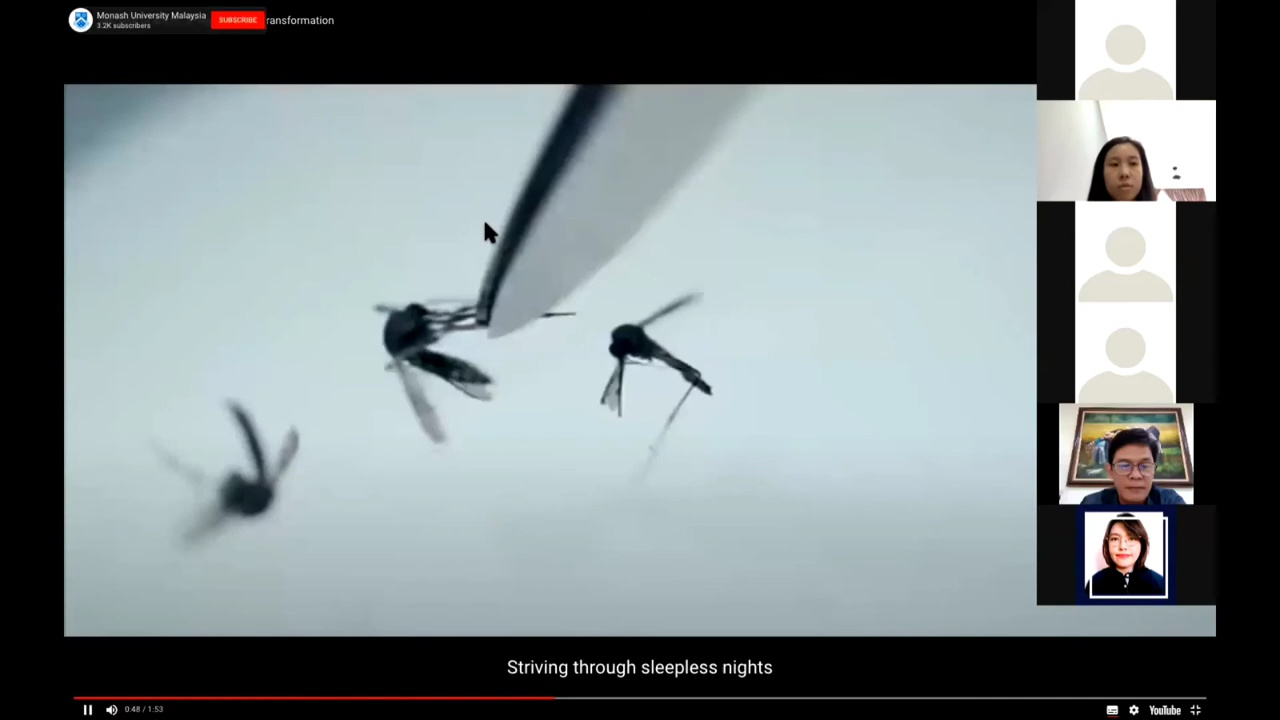 Monash University Malaysia
3.2K subscribers
SUBSCRIBE
ransformation
Striving through sleepless nights
0:48 / 1:53
YouTube